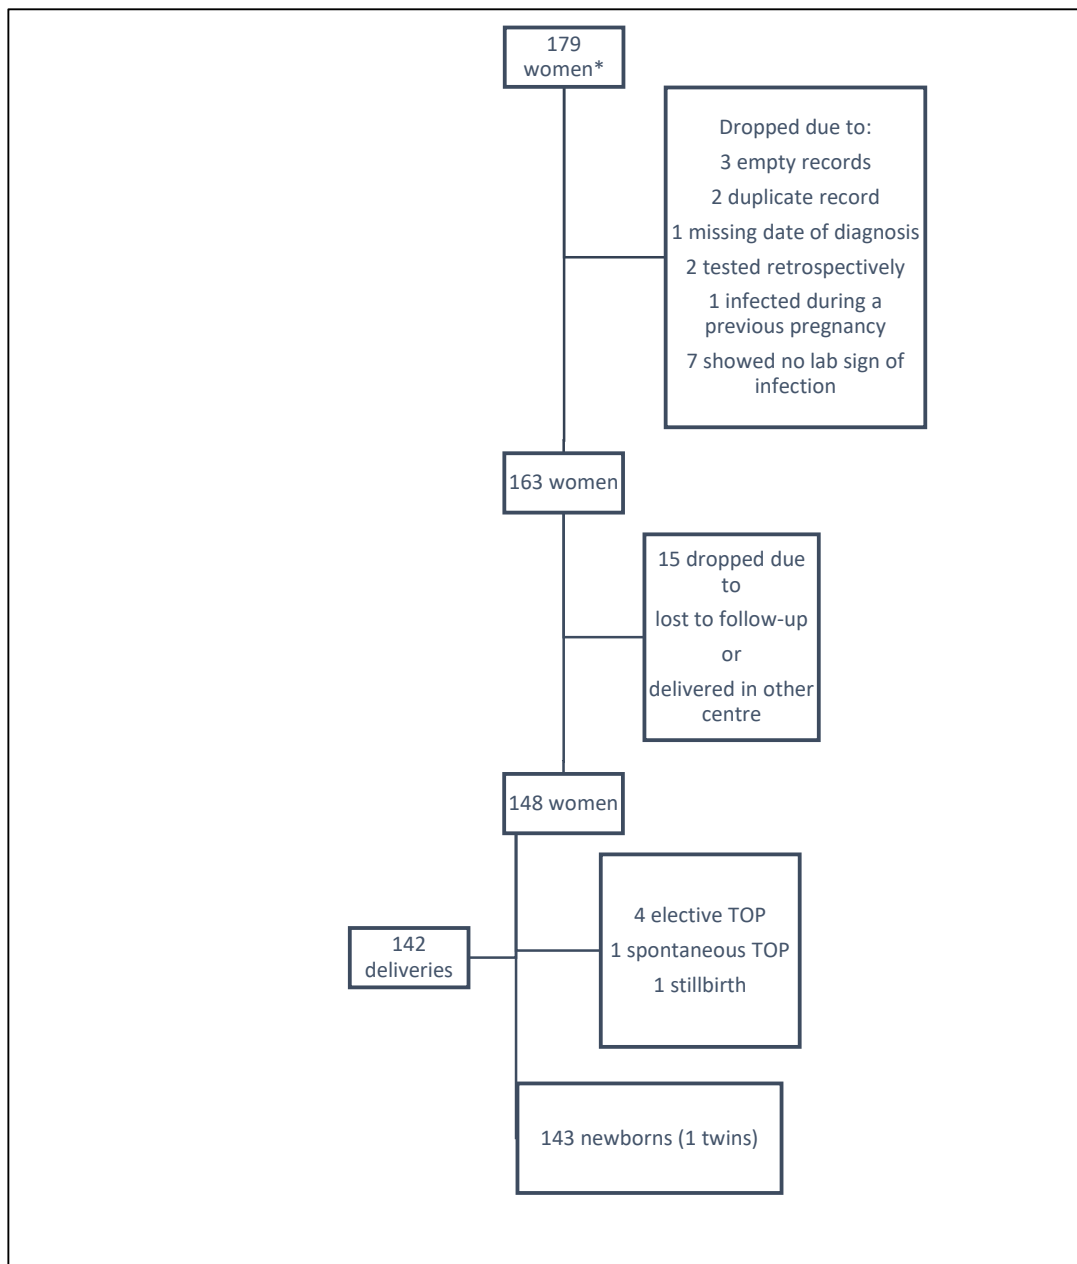 179
women*
Dropped due to:
3 empty records
2 duplicate record
1 missing date of diagnosis
2 tested retrospectively
1 infected during a
previous pregnancy
7 showed no lab sign of
infection
163 women
15 dropped due
to
lost to follow-up
or
delivered in other
centre
148 women
4 elective TOP
1 spontaneous TOP
1 stillbirth
142
deliveries
143 newborns (1 twins)